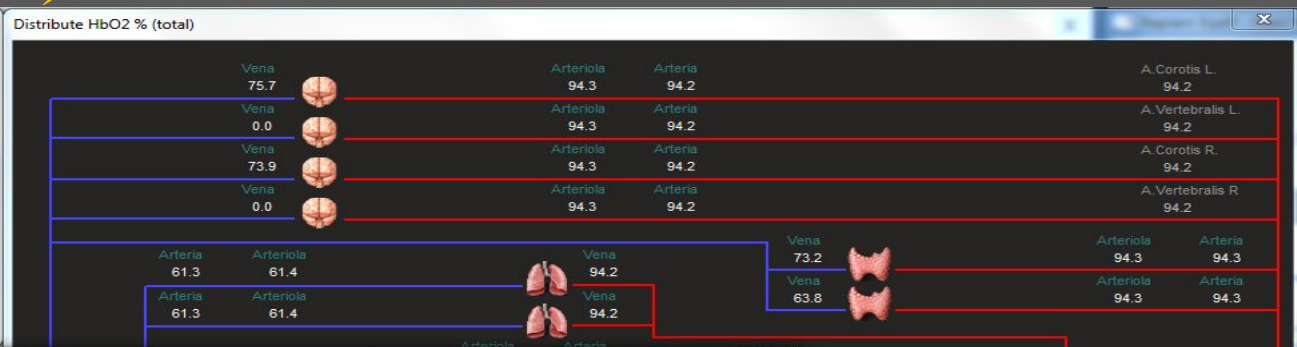 Distribute HbO2 % (total)
Vena Arteriola Arteria A.Corotis L.
75.7 94.3 94.2 94.2
Vena Arteriola Arteria A.Vertebralis L.
0.0 94.3 94.2 94.2
Vena Arteriola Arteria A.Corotis R.
73.9 94.3 94.2 94.2
Vena Arteriola Arteria A.Vertebralis R
0.0 94.3 94.2 94.2
Vena Arteriola Arteria
73.2 94.3 94.3
Arteria Arteriola Vena
61.3 61.4 94.2
Vena Arteriola Arteria
63.8 94.3 94.3
Arteria Arteriola Vena
61.3 61.4 94.2
Arteriola Arteria